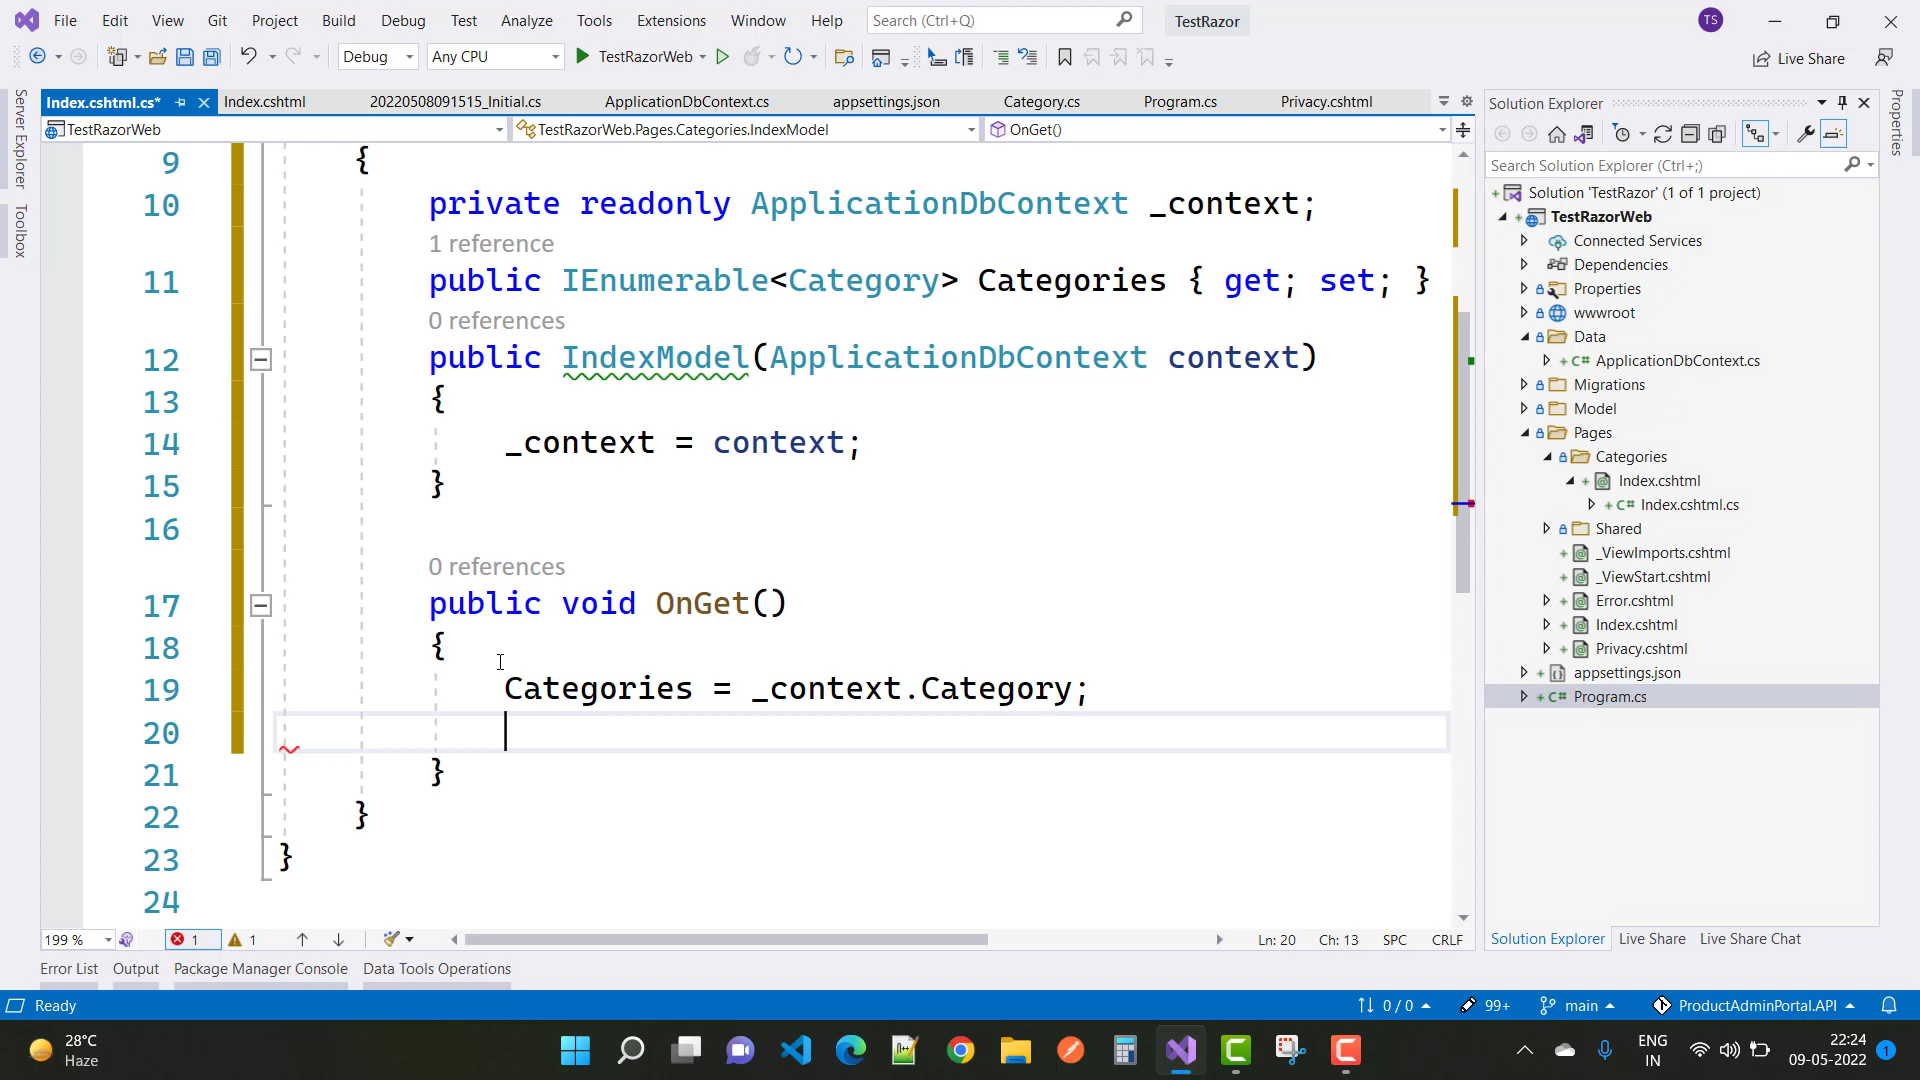 File Edit View Git Project Build Debug Test Analyze Tools Extensions Window Help Search (Ctrl+Q) TestRazor TS
Debug Any CPU TestRazorWeb Live Share
Index.cshtml.cs* Index.cshtml 20220508091515_Initial.cs ApplicationDbContext.cs appsettings.json Category.cs Program.cs Privacy.cshtml
TestRazorWeb TestRazorWeb.Pages.Categories.IndexModel OnGet()
Server Explorer
Toolbox
9 {
10 private readonly ApplicationDbContext _context;
1 reference
11 public IEnumerable<Category> Categories { get; set; }
0 references
12 public IndexModel(ApplicationDbContext context)
13 {
14 _context = context;
15 }
16
0 references
17 public void OnGet()
18 {
19 Categories = _context.Category;
20
21 }
22 }
23 }
24
199 % 1 1 Ln: 20 Ch: 13 SPC CRLF
Solution Explorer
Search Solution Explorer (Ctrl+;)
Solution 'TestRazor' (1 of 1 project)
TestRazorWeb
Connected Services
Dependencies
Properties
wwwroot
Data
C# ApplicationDbContext.cs
Migrations
Model
Pages
Categories
Index.cshtml
C# Index.cshtml.cs
Shared
_ViewImports.cshtml
_ViewStart.cshtml
Error.cshtml
Index.cshtml
Privacy.cshtml
appsettings.json
C# Program.cs
Solution Explorer Live Share Live Share Chat
Properties
Error List Output Package Manager Console Data Tools Operations
Ready 0 / 0 99+ main ProductAdminPortal.API
28°C
Haze
ENG
IN
22:24
09-05-2022
1